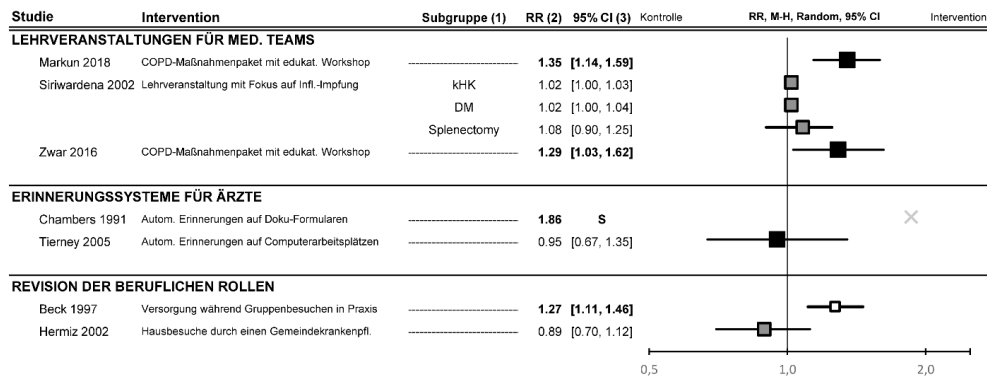 Studie Intervention Subgruppe (1) RR (2) 95% CI (3) Kontrolle RR, M-H, Random, 95% CI Intervention
LEHRVERANSTALTUNGEN FÜR MED. TEAMS
Markun 2018 COPD-Maßnahmenpaket mit edukat. Workshop 1.35 [1.14, 1.59]
Siriwardena 2002 Lehrveranstaltung mit Fokus auf Infl.-Impfung kHK 1.02 [1.00, 1.03]
DM 1.02 [1.00, 1.04]
Splenectomy 1.08 [0.90, 1.25]
Zwar 2016 COPD-Maßnahmenpaket mit edukat. Workshop 1.29 [1.03, 1.62]
ERINNERUNGSSYSTEME FÜR ÄRZTE
Chambers 1991 Autom. Erinnerungen auf Doku-Formularen 1.86 S
Tierney 2005 Autom. Erinnerungen auf Computerarbeitsplätzen 0.95 [0.67, 1.35]
REVISION DER BERUFLICHEN ROLLEN
Beck 1997 Versorgung während Gruppenbesuchen in Praxis 1.27 [1.11, 1.46]
Hermiz 2002 Hausbesuche durch einen Gemeindekrankenpfl. 0.89 [0.70, 1.12]
0,5 1,0 2,0